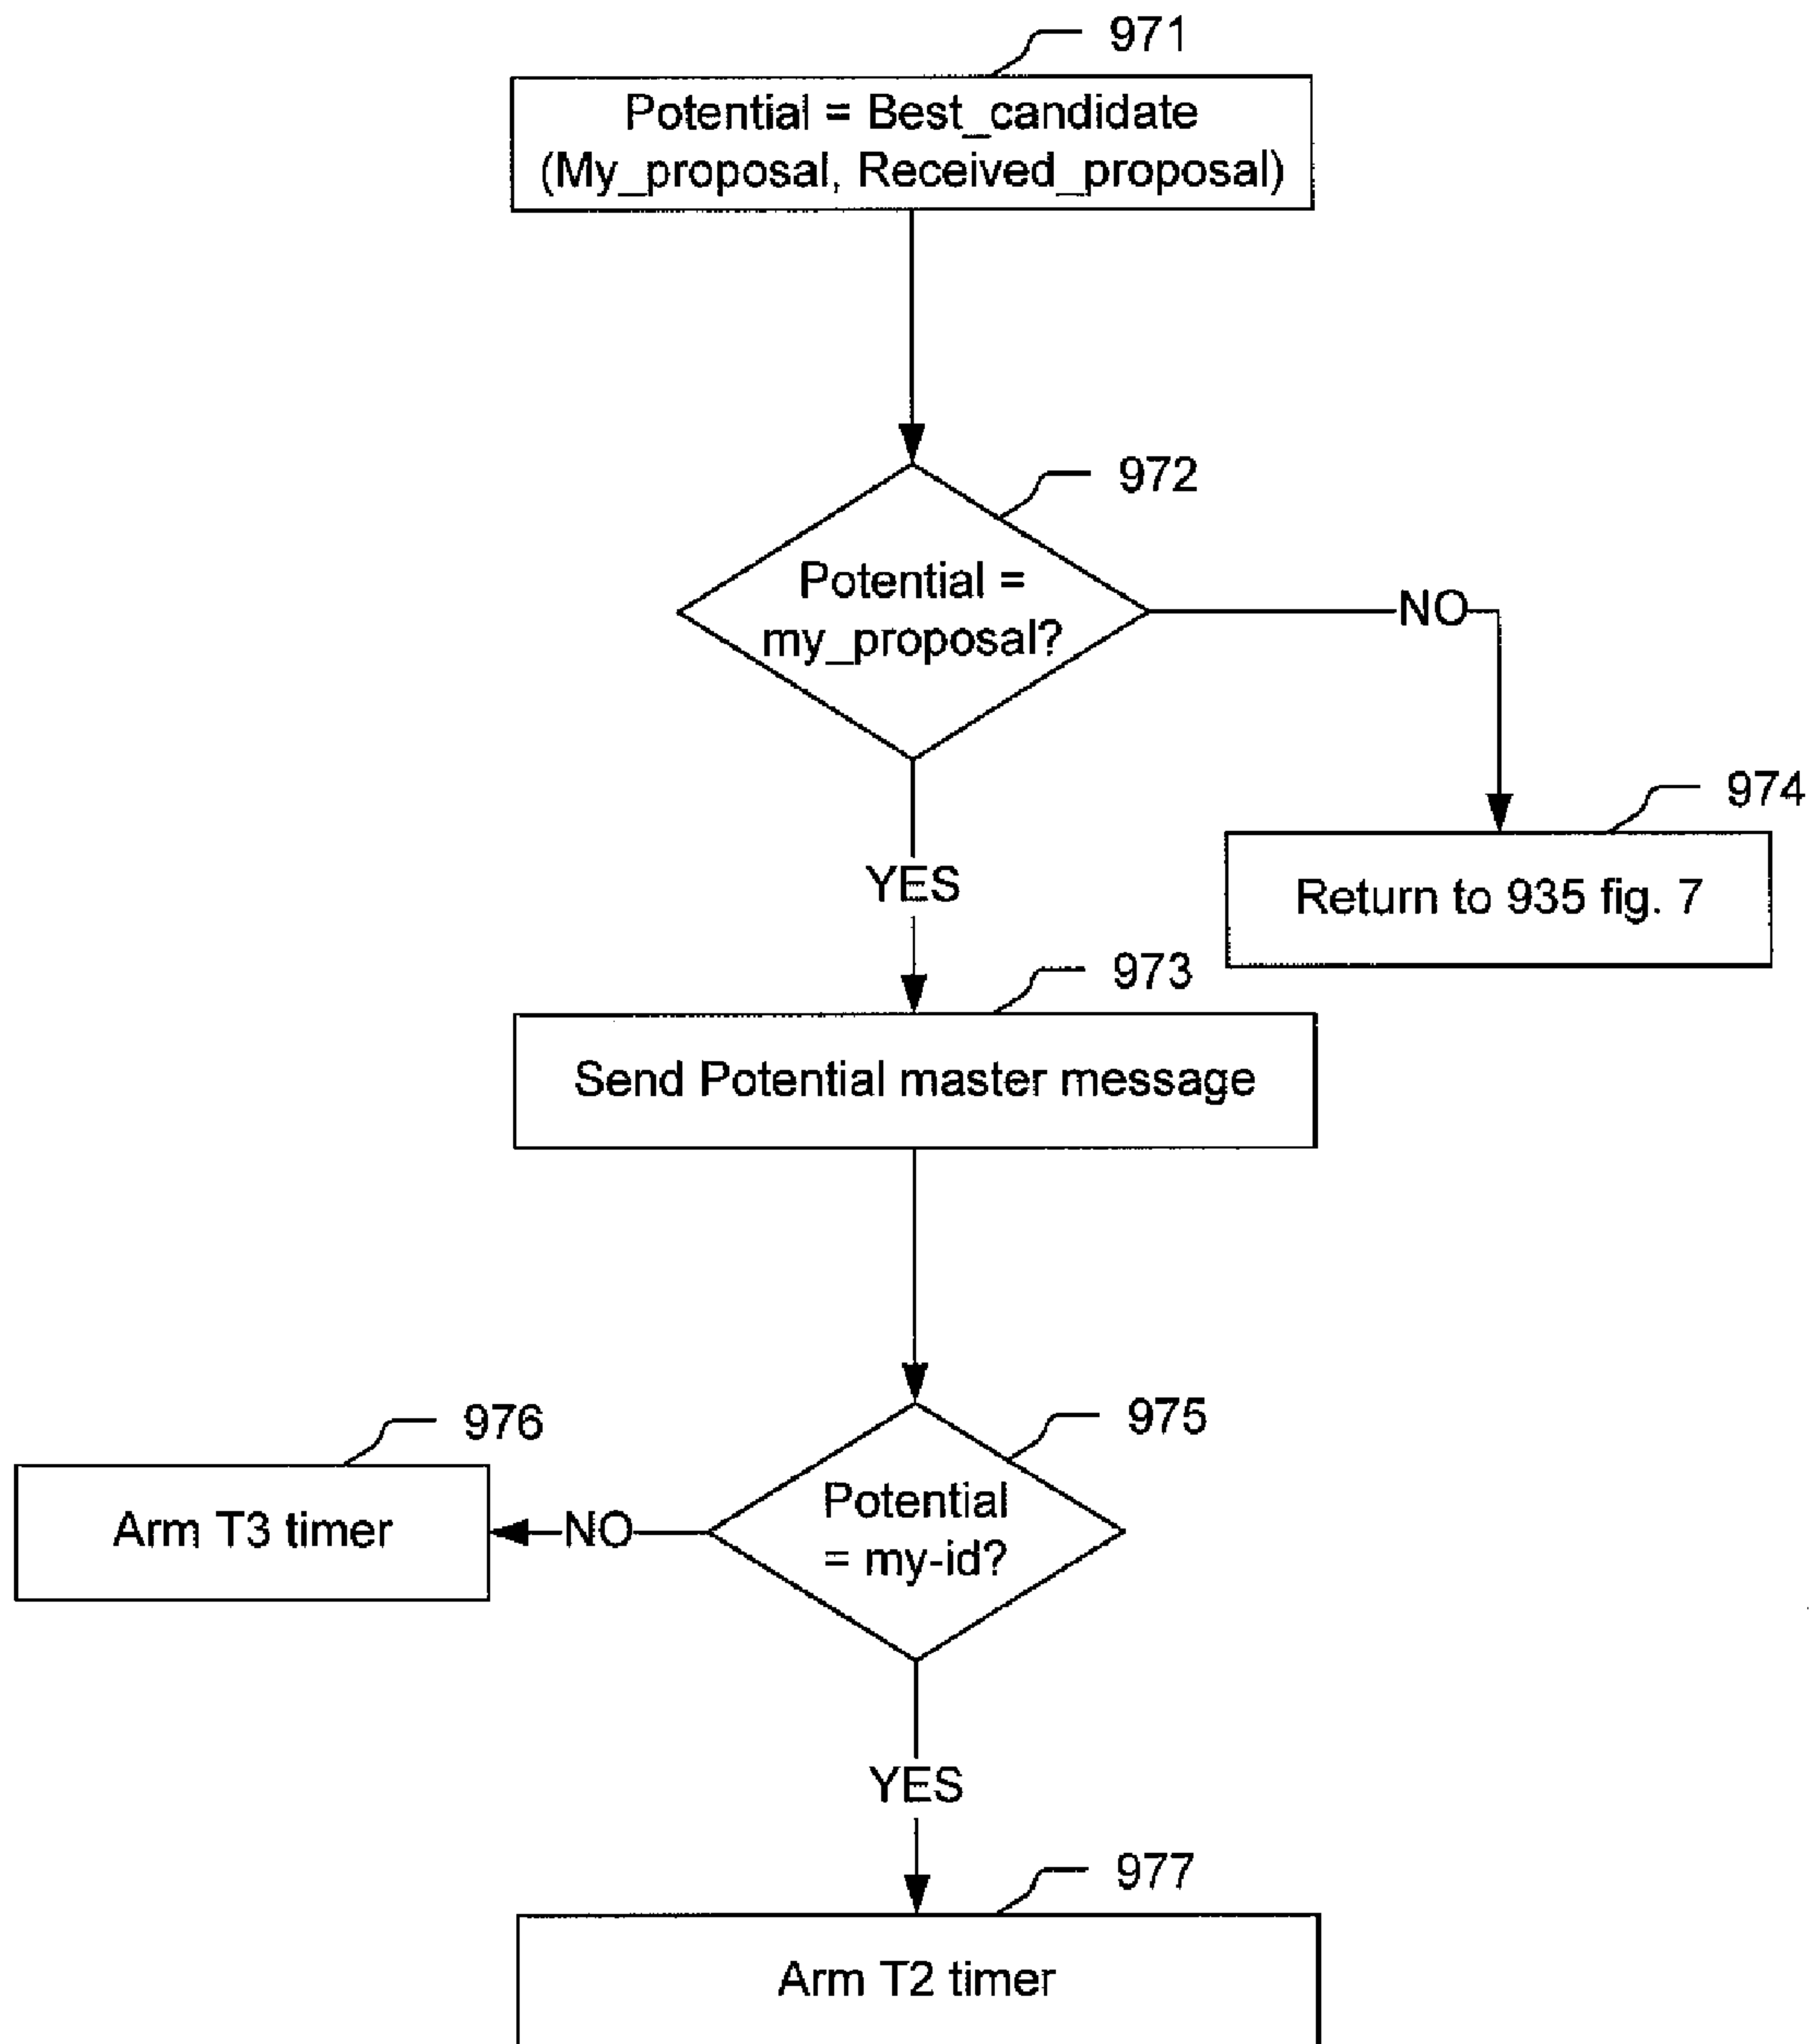 971
Potential = Best_candidate
(My_proposal, Received_proposal)
972
Potential =
my_proposal?
NO
974
YES
Return to 935 fig. 7
973
Send Potential master message
976
975
Arm T3 timer
NO
Potential
= my-id?
YES
977
Arm T2 timer